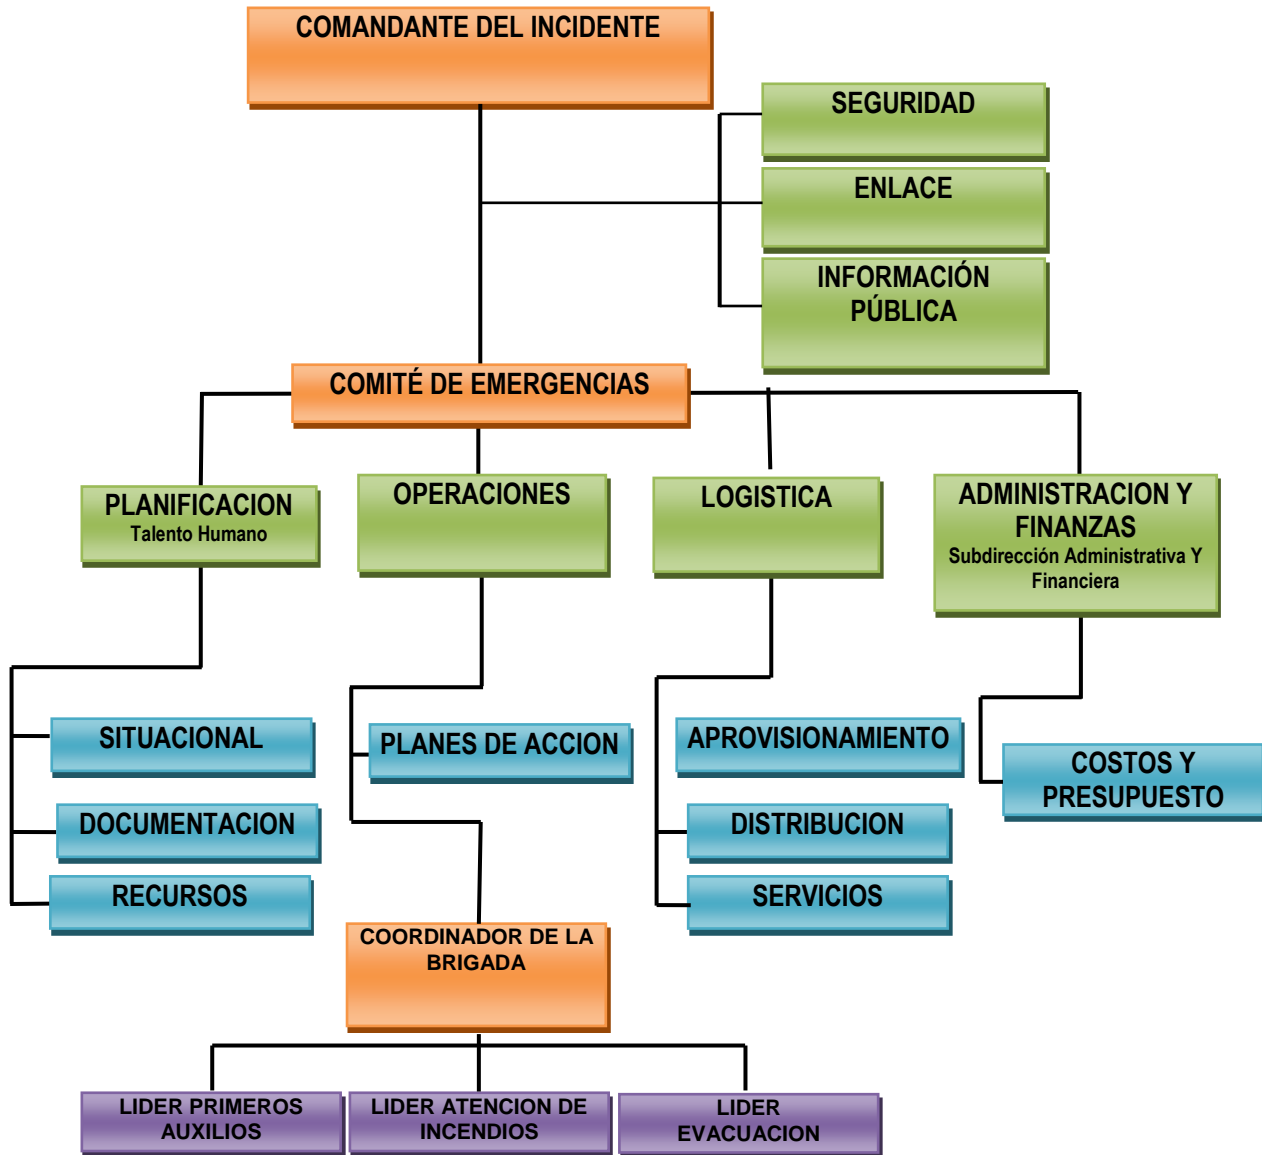 COMANDANTE DEL INCIDENTE
SEGURIDAD
ENLACE
INFORMACIÓN
PÚBLICA
COMITÉ DE EMERGENCIAS
PLANIFICACION
Talento Humano
OPERACIONES
LOGISTICA
ADMINISTRACION Y
FINANZAS
Subdirección Administrativa Y
Financiera
SITUACIONAL
DOCUMENTACION
RECURSOS
PLANES DE ACCION
APROVISIONAMIENTO
DISTRIBUCION
SERVICIOS
COSTOS Y
PRESUPUESTO
COORDINADOR DE LA
BRIGADA
LIDER PRIMEROS
AUXILIOS
LIDER ATENCION DE
INCENDIOS
LIDER
EVACUACION